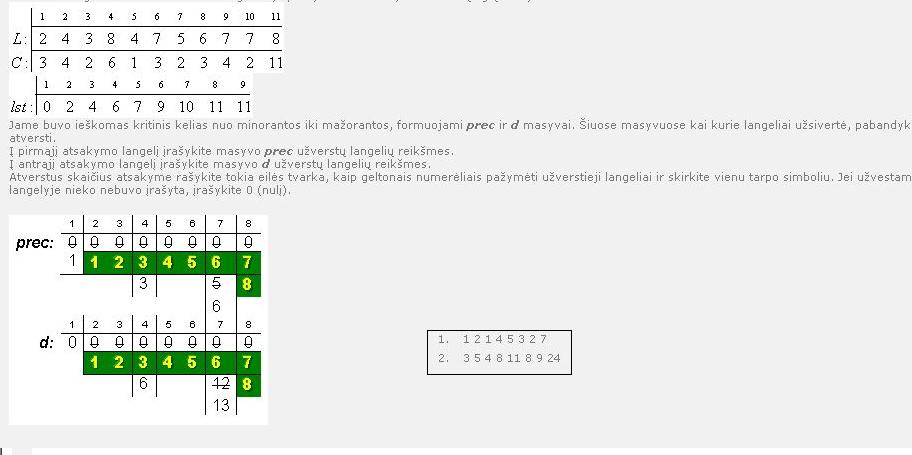 1 2 3 4 5 6 7 8 9 10 11
L: 2 4 3 8 4 7 5 6 7 7 8
C: 3 4 2 6 1 3 2 3 4 2 11
1 2 3 4 5 6 7 8 9
lst: 0 2 4 6 7 9 10 11 11
Jame buvo ieškomas kritinis kelias nuo minorantos iki mažorantos, formuojami prec ir d masyvai. Šiuose masyvuose kai kurie langeliai užsivertė, pabandyk
atversti.
Į pirmąjį atsakymo langelį įrašykite masyvo prec užverstų langelių reikšmes.
Į antrąjį atsakymo langelį įrašykite masyvo d užverstų langelių reikšmes.
Atverstus skaičius atsakyme rašykite tokia eilės tvarka, kaip geltonais numerėliais pažymėti užverstieji langeliai ir skirkite vienu tarpo simboliu. Jei užvestam
langelyje nieko nebuvo įrašyta, įrašykite 0 (nulį).
1 2 3 4 5 6 7 8
prec: 0 0 0 0 0 0 0 0
1 1 2 3 4 5 6 7
3 5 8
6
1 2 3 4 5 6 7 8
d: 0 0 0 0 0 0 0 0
1 2 3 4 5 6 7
6 12 8
13
1. 1 2 1 4 5 3 2 7
2. 3 5 4 8 11 8 9 24